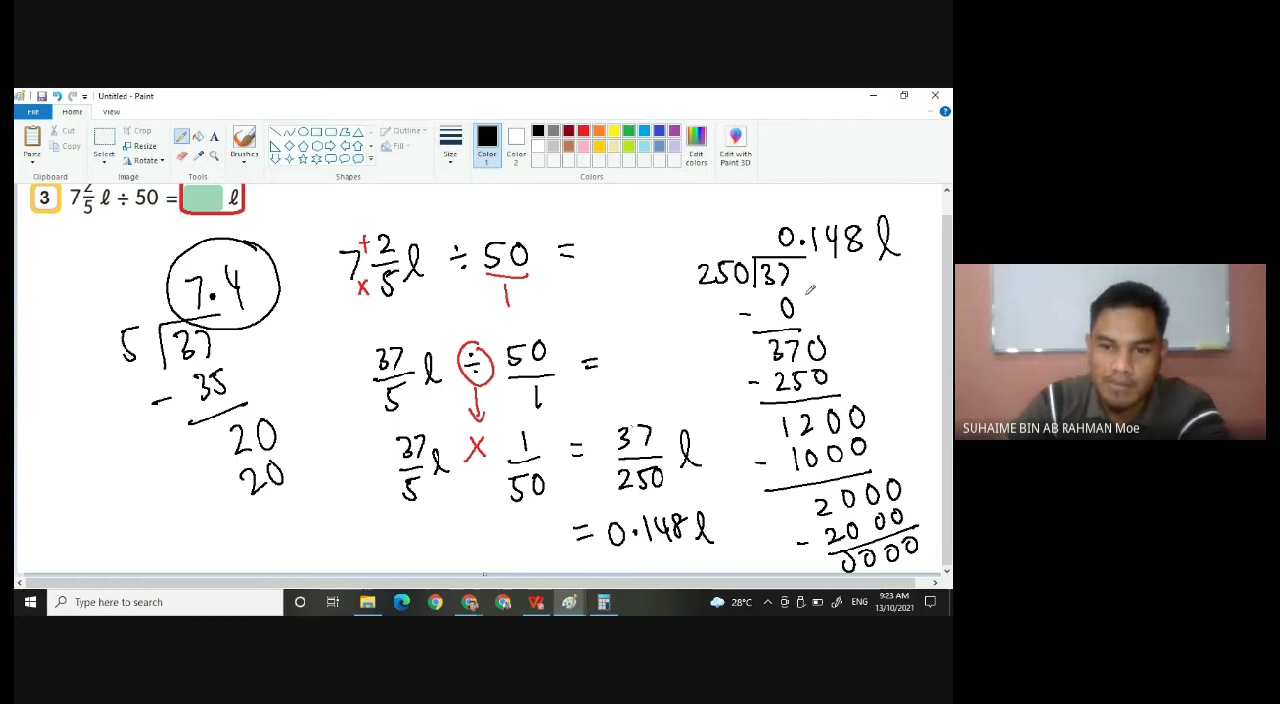 Untitled - Paint
File Home View
Paste
Cut
Copy
Clipboard
Select
Crop
Resize
Rotate
Image
Tools
Brushes
Shapes
Outline
Fill
Size
Color 1
Color 2
Colors
Edit colors
Edit with Paint 3D
3 7 2/5 ℓ ÷ 50 = ℓ
7.4
5 37
- 35
20
20
7 + × 2/5 l ÷ 50/1 =
37/5 l ÷ 50/1 =
37/5 l × 1/50 = 37/250 l
= 0.148 l
0.148 l
250 37
- 0
370
- 250
1200
- 1000
2000
- 2000
0000
SUHAIME BIN AB RAHMAN Moe
Type here to search
28°C
ENG
9:23 AM
13/10/2021